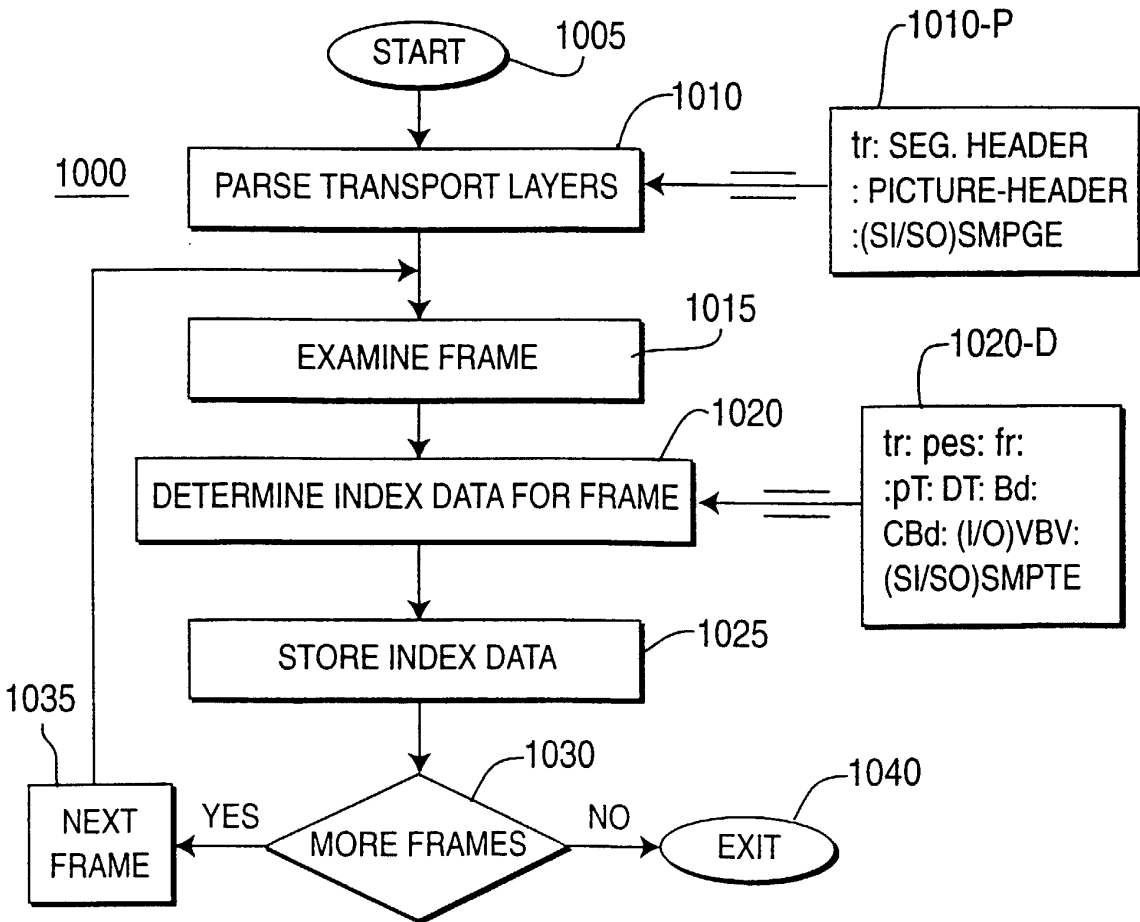 START
1005
1010-P
1010
tr: SEG. HEADER
: PICTURE-HEADER
:(SI/SO)SMPGE
1000
PARSE TRANSPORT LAYERS
1015
EXAMINE FRAME
1020-D
1020
tr: pes: fr:
:pT: DT: Bd:
CBd: (I/O)VBV:
(SI/SO)SMPTE
DETERMINE INDEX DATA FOR FRAME
1025
STORE INDEX DATA
1035
1030
1040
NEXT
FRAME
YES
MORE FRAMES
NO
EXIT